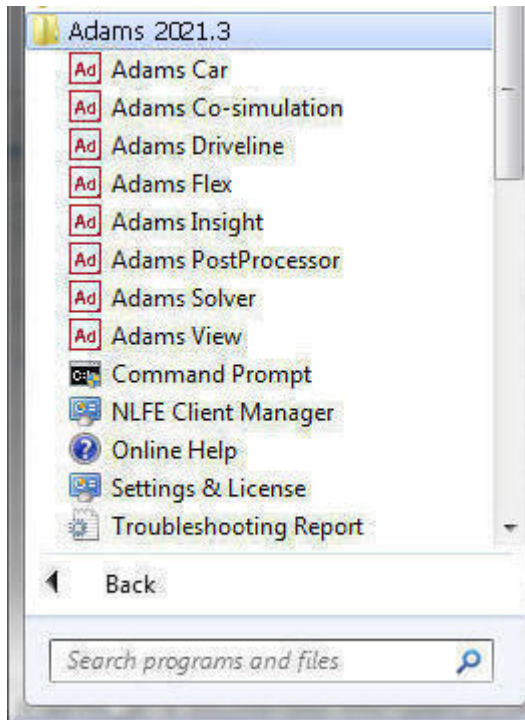 Adams 2021.3
Ad Adams Car
Ad Adams Co-simulation
Ad Adams Driveline
Ad Adams Flex
Ad Adams Insight
Ad Adams PostProcessor
Ad Adams Solver
Ad Adams View
C:\ Command Prompt
NLFE Client Manager
? Online Help
Settings & License
Troubleshooting Report
Back
Search programs and files